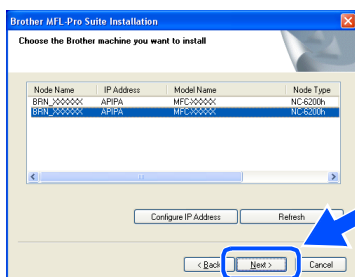 Brother MFL-Pro Suite Installation
Choose the Brother machine you want to install
Node Name IP Address Model Name Node Type
BRN_XXXXXX APIPA MFC-XXXXX NC-6200h
BRN_XXXXXX APIPA MFC-XXXXX NC-6200h
Configure IP Address Refresh
< Back Next > Cancel